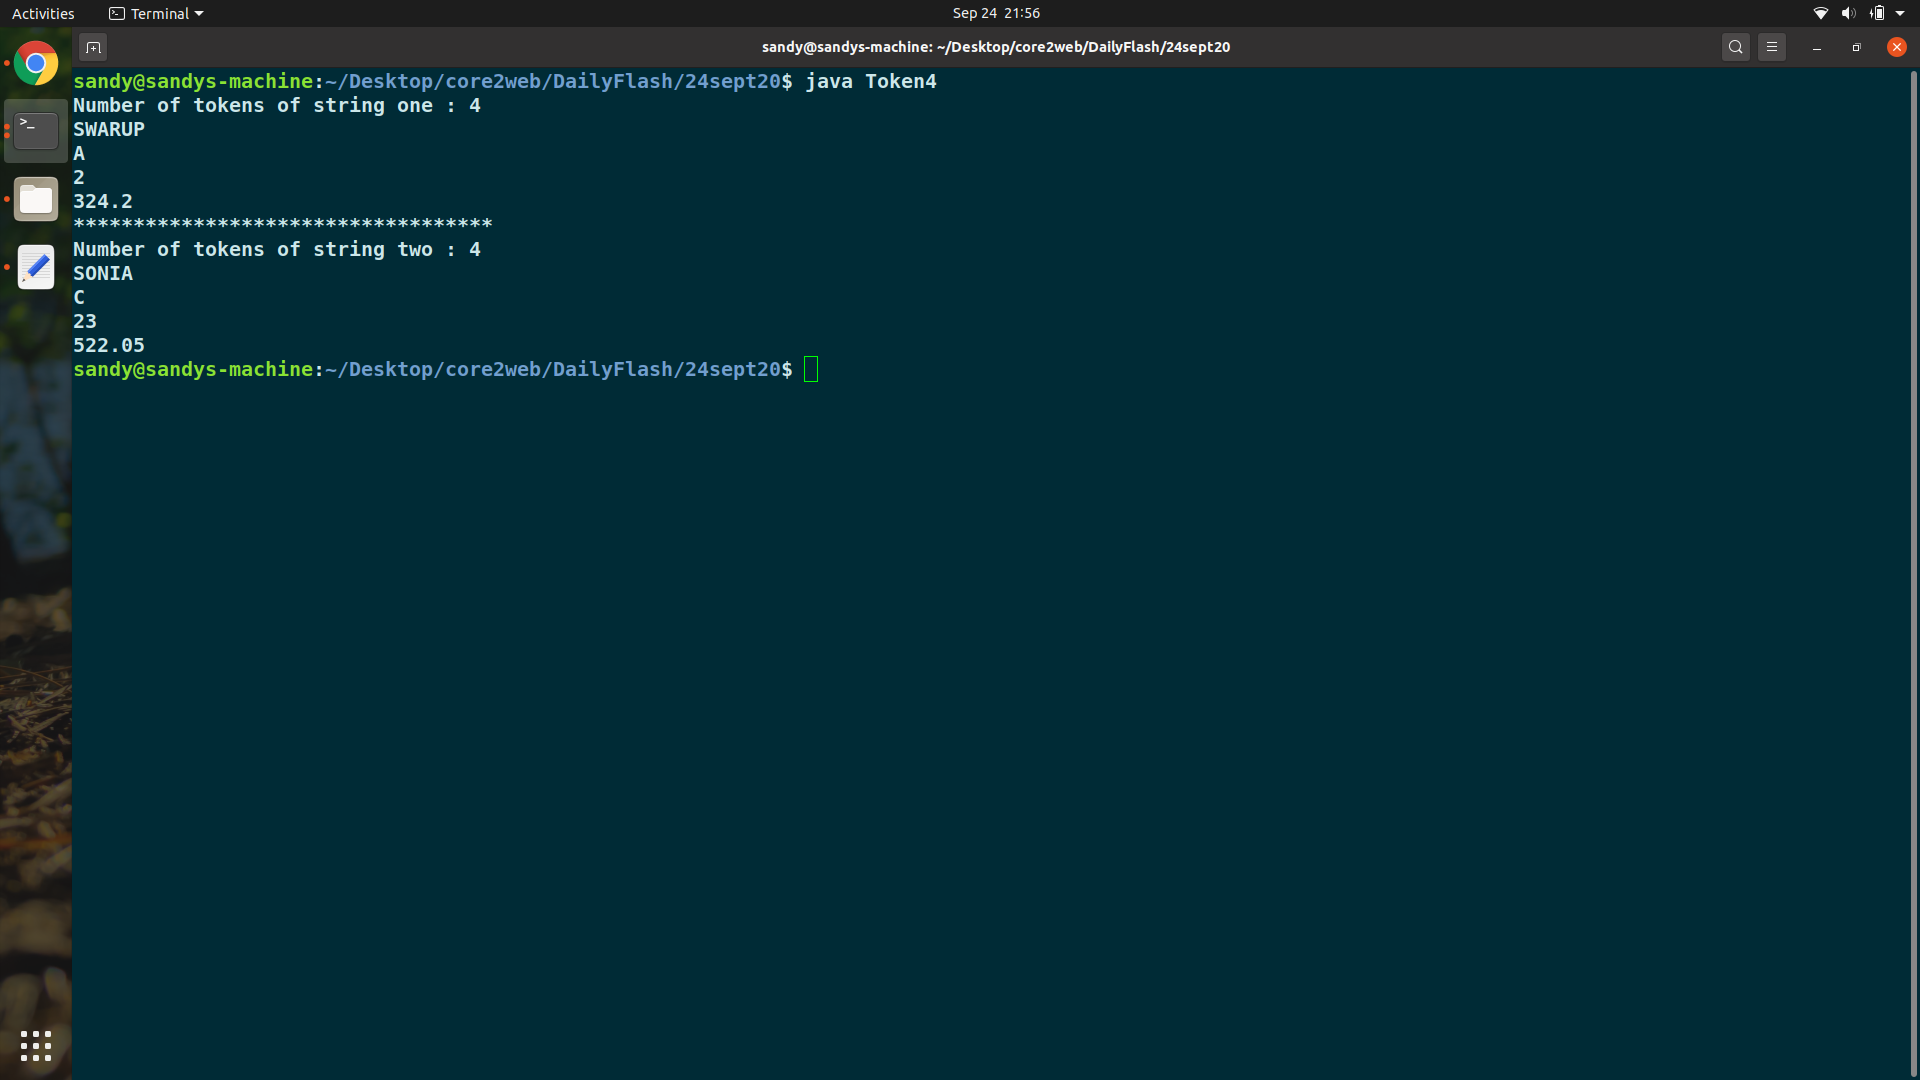 Activities Terminal Sep 24 21:56
sandy@sandys-machine: ~/Desktop/core2web/DailyFlash/24sept20
sandy@sandys-machine:~/Desktop/core2web/DailyFlash/24sept20$ java Token4
Number of tokens of string one : 4
SWARUP
A
2
324.2
***********************************
Number of tokens of string two : 4
SONIA
C
23
522.05
sandy@sandys-machine:~/Desktop/core2web/DailyFlash/24sept20$